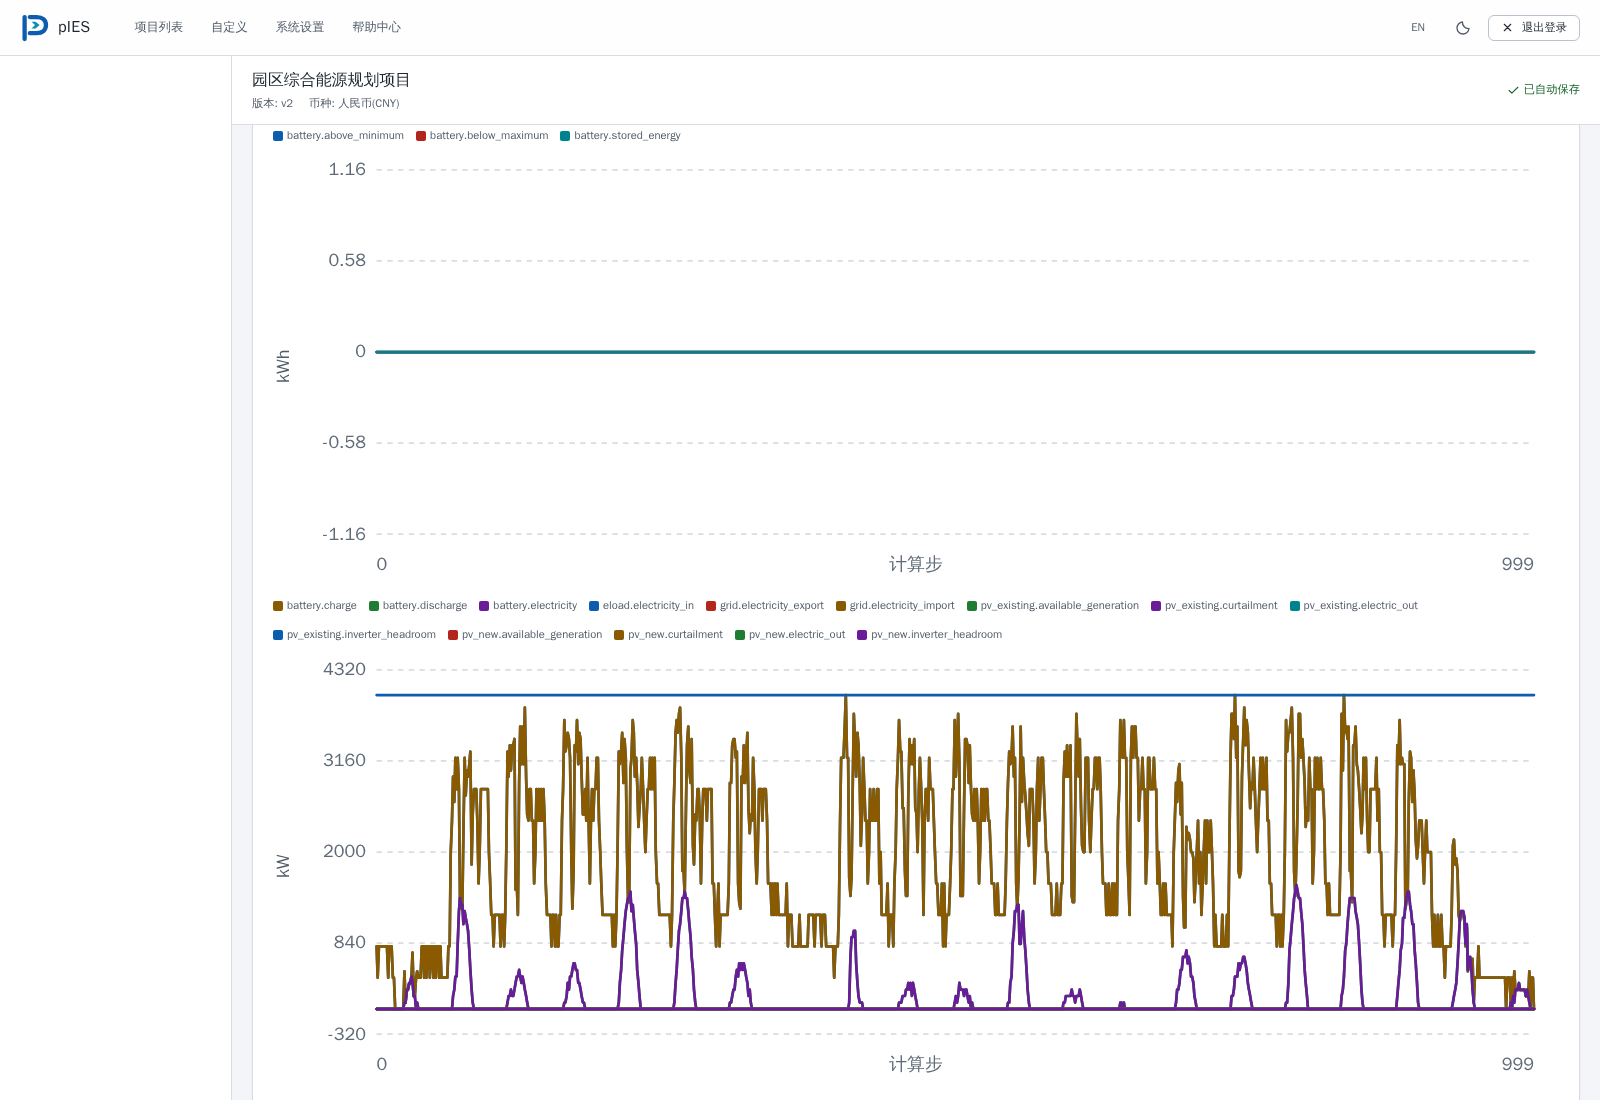 pIES 项目列表 自定义 系统设置 帮助中心 EN 退出登录
园区综合能源规划项目
版本: v2 币种: 人民币(CNY)
已自动保存
battery.above_minimum battery.below_maximum battery.stored_energy
1.16
0.58
0
-0.58
-1.16
kWh
0 计算步 999
battery.charge battery.discharge battery.electricity eload.electricity_in grid.electricity_export grid.electricity_import pv_existing.available_generation pv_existing.curtailment pv_existing.electric_out
pv_existing.inverter_headroom pv_new.available_generation pv_new.curtailment pv_new.electric_out pv_new.inverter_headroom
4320
3160
2000
840
-320
kW
0 计算步 999